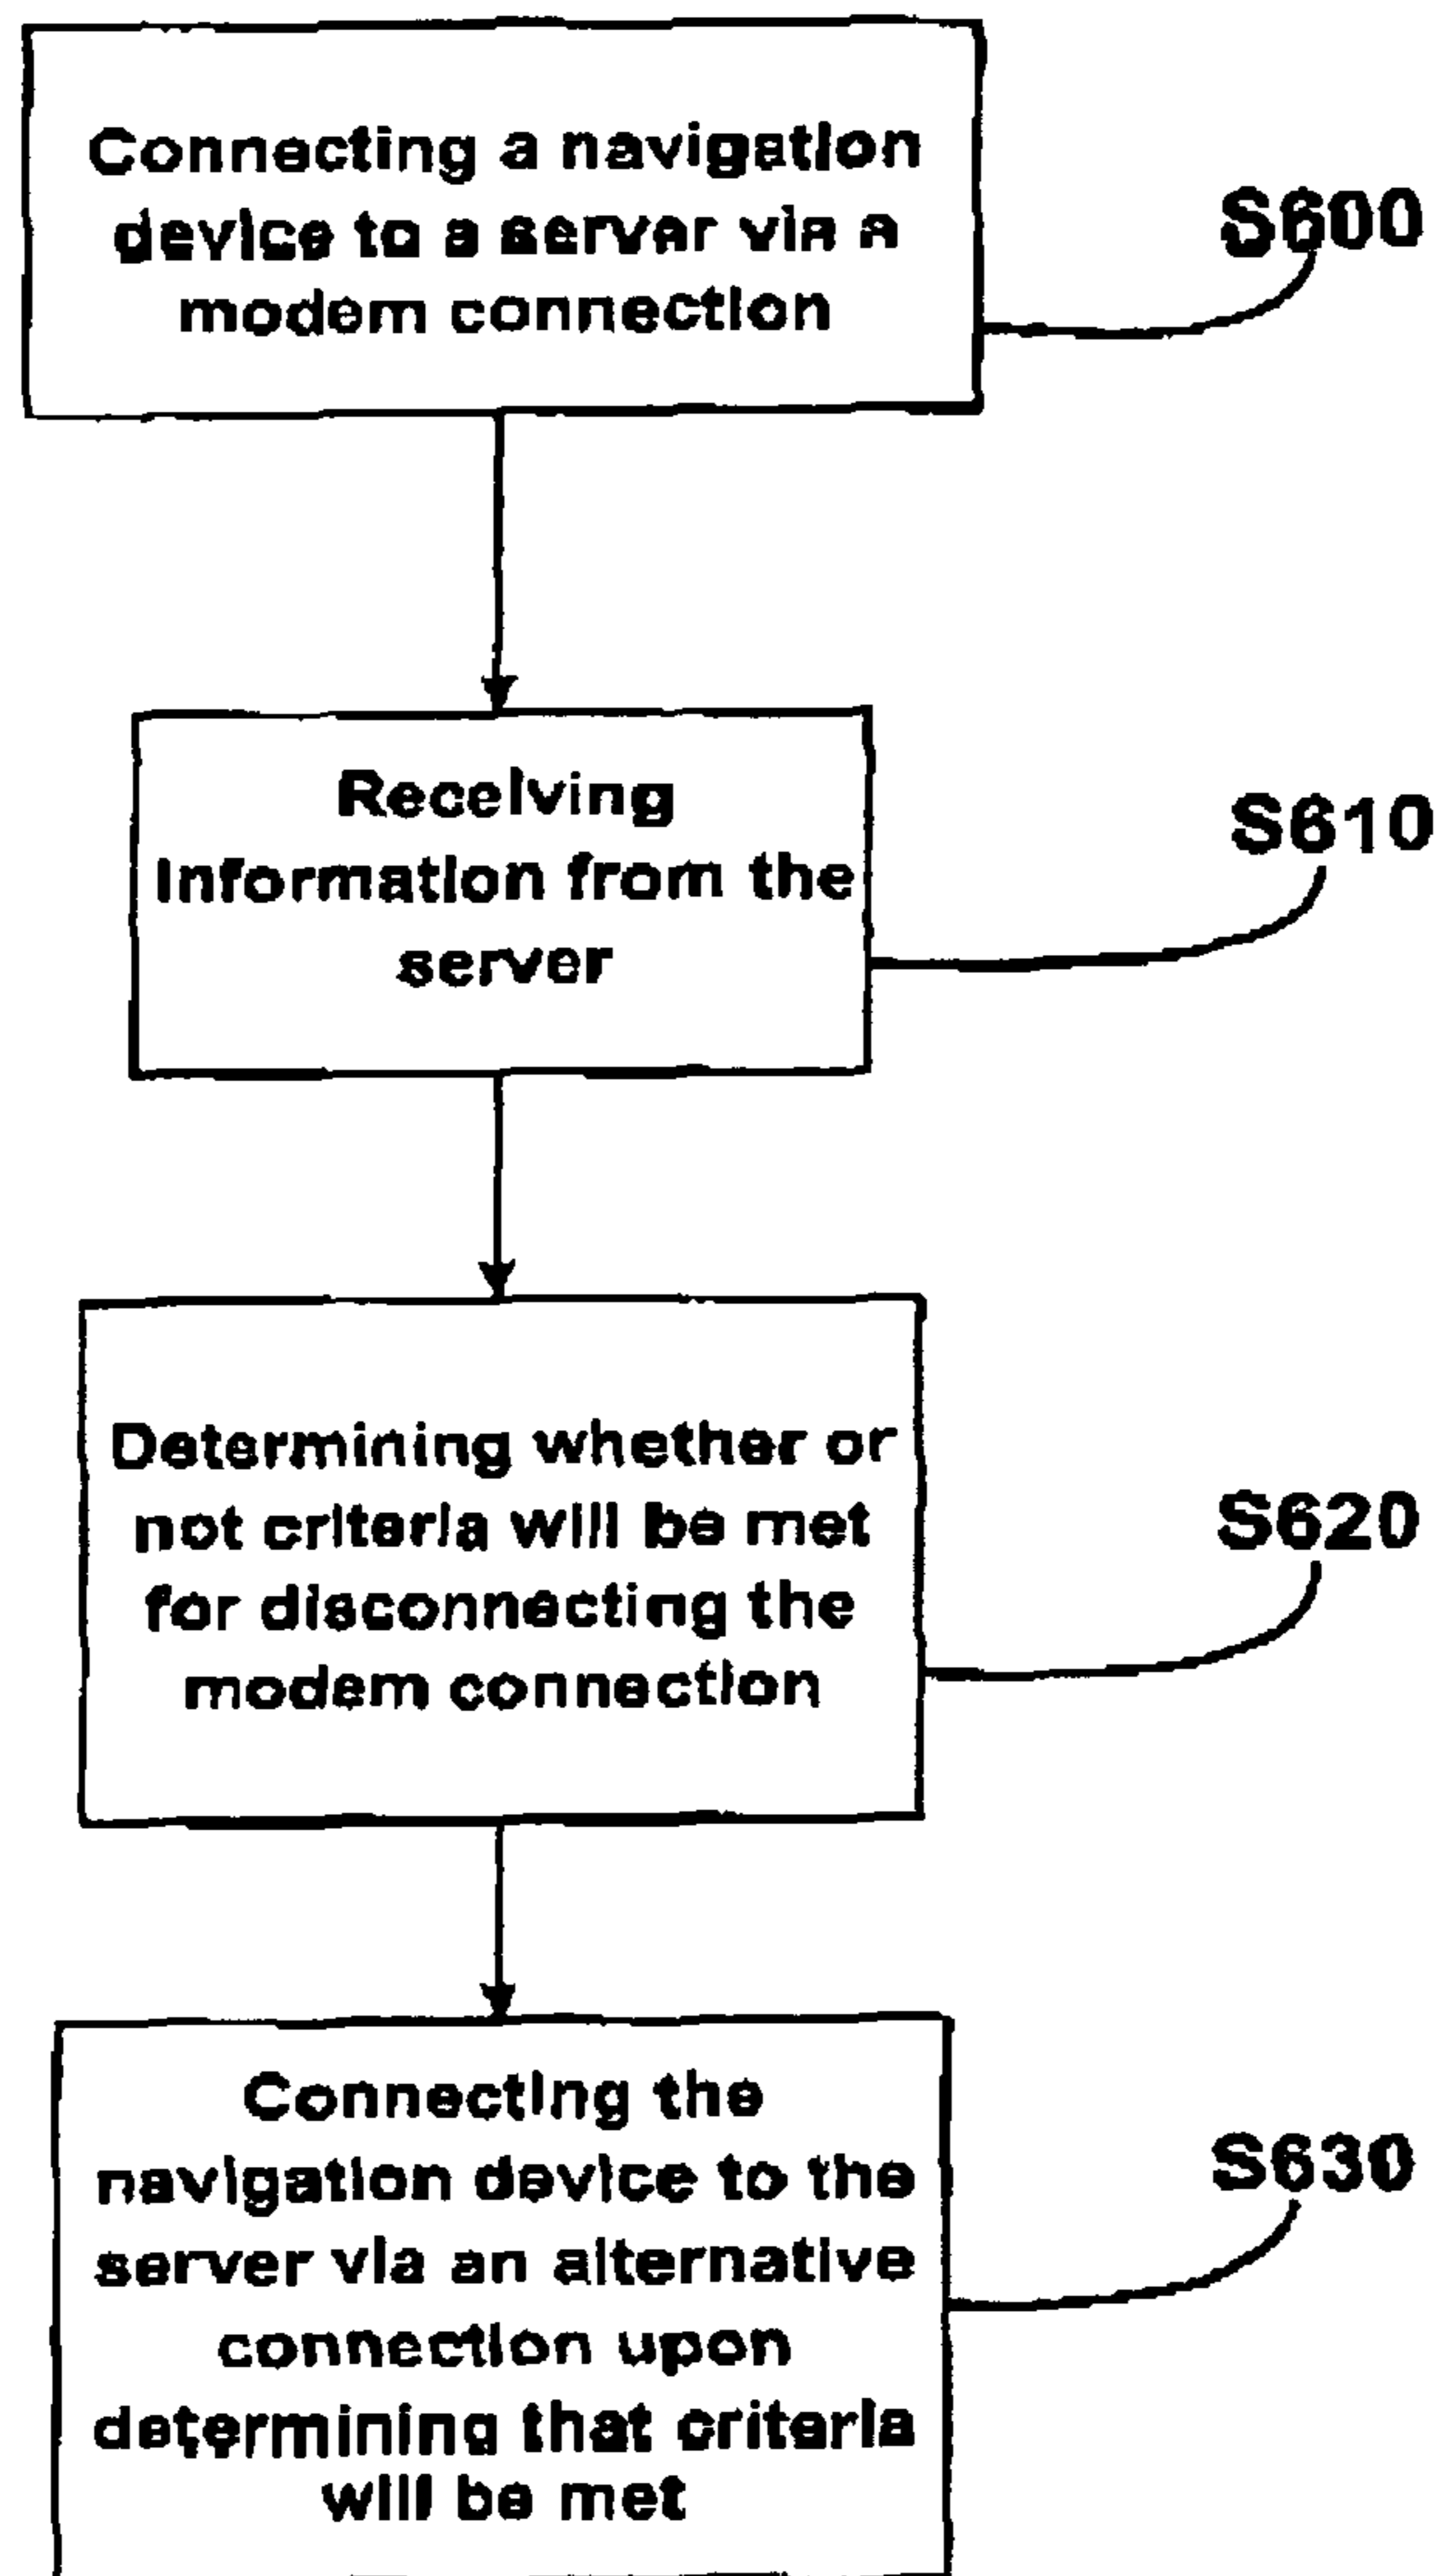 Connecting a navigation
device to a server via a
modem connection
S600
Receiving
Information from the
server
S610
Determining whether or
not criteria will be met
for disconnecting the
modem connection
S620
Connecting the
navigation device to the
server via an alternative
connection upon
determining that criteria
will be met
S630